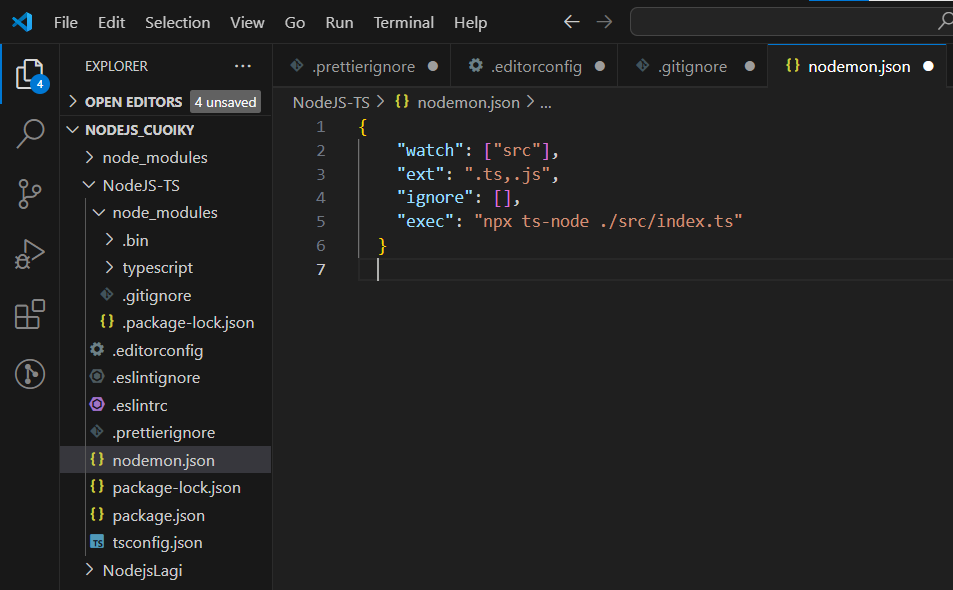 File Edit Selection View Go Run Terminal Help
EXPLORER
.prettierignore
.editorconfig
.gitignore
{} nodemon.json
OPEN EDITORS 4 unsaved
NODEJS_CUOIKY
node_modules
NodeJS-TS
node_modules
.bin
typescript
.gitignore
{} .package-lock.json
.editorconfig
.eslintignore
.eslintrc
.prettierignore
{} nodemon.json
{} package-lock.json
{} package.json
TS tsconfig.json
NodejsLagi
4
NodeJS-TS > {} nodemon.json > ...
1 {
2 "watch": ["src"],
3 "ext": ".ts,.js",
4 "ignore": [],
5 "exec": "npx ts-node ./src/index.ts"
6 }
7